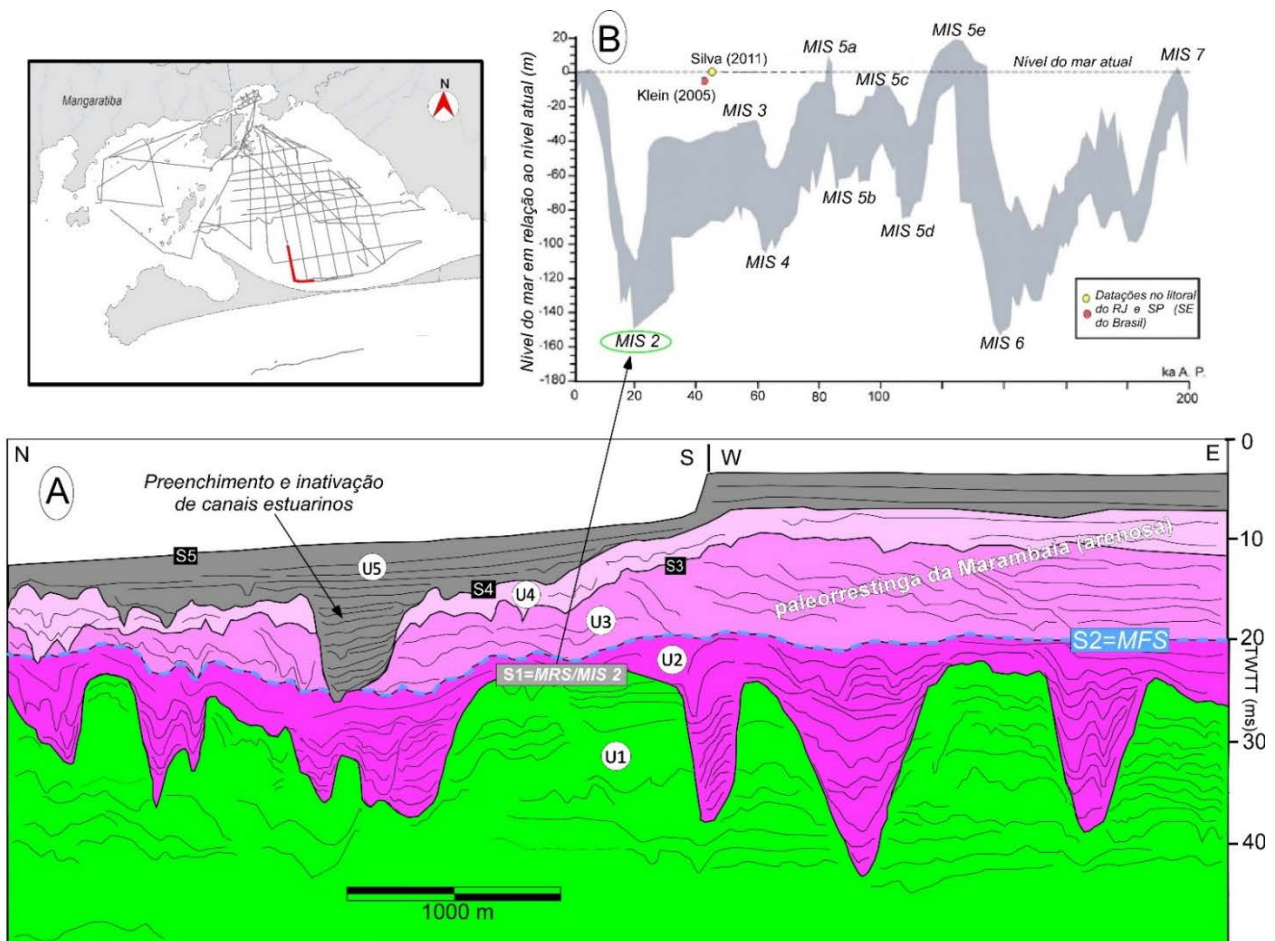 Mangaratiba
N
B
Nível do mar em relação ao nível atual (m)
20
0
-20
-40
-60
-80
-100
-120
-140
-160
-180
Silva (2011)
Klein (2005)
MIS 5a
MIS 5e
MIS 5c
Nível do mar atual
MIS 7
MIS 3
MIS 5b
MIS 5d
MIS 4
MIS 2
MIS 6
Datações no litoral
do RJ e SP (SE
do Brasil)
ka A. P.
0
20
40
60
80
100
200
N
S
W
E
A
Preenchimento e inativação
de canais estuarinos
S5
U5
S4
U4
S3
U3
paleorrestinga da Marambaia (arenosa)
S2=MFS
U2
S1=MRS/MIS 2
U1
1000 m
0
10
20
30
40
TWTT (ms)